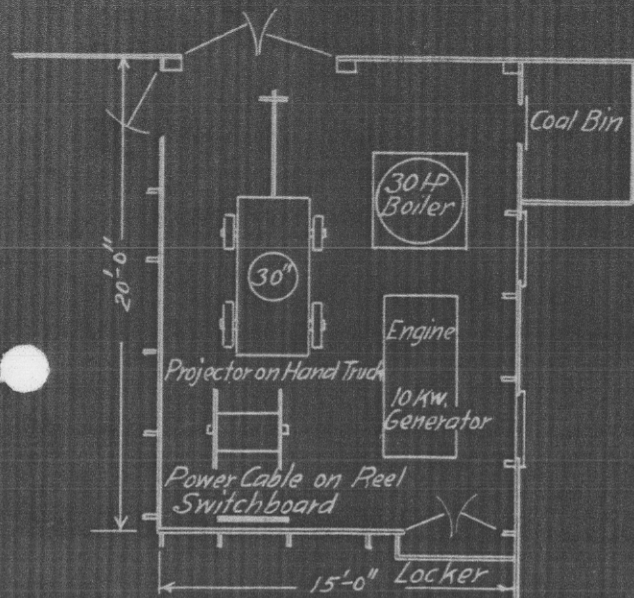 Coal Bin
30 HP
Boiler
30"
20'-0"
Engine
Projector on Hand Truck
10 Kw.
Generator
Power Cable on Reel
Switchboard
15'-0"
Locker